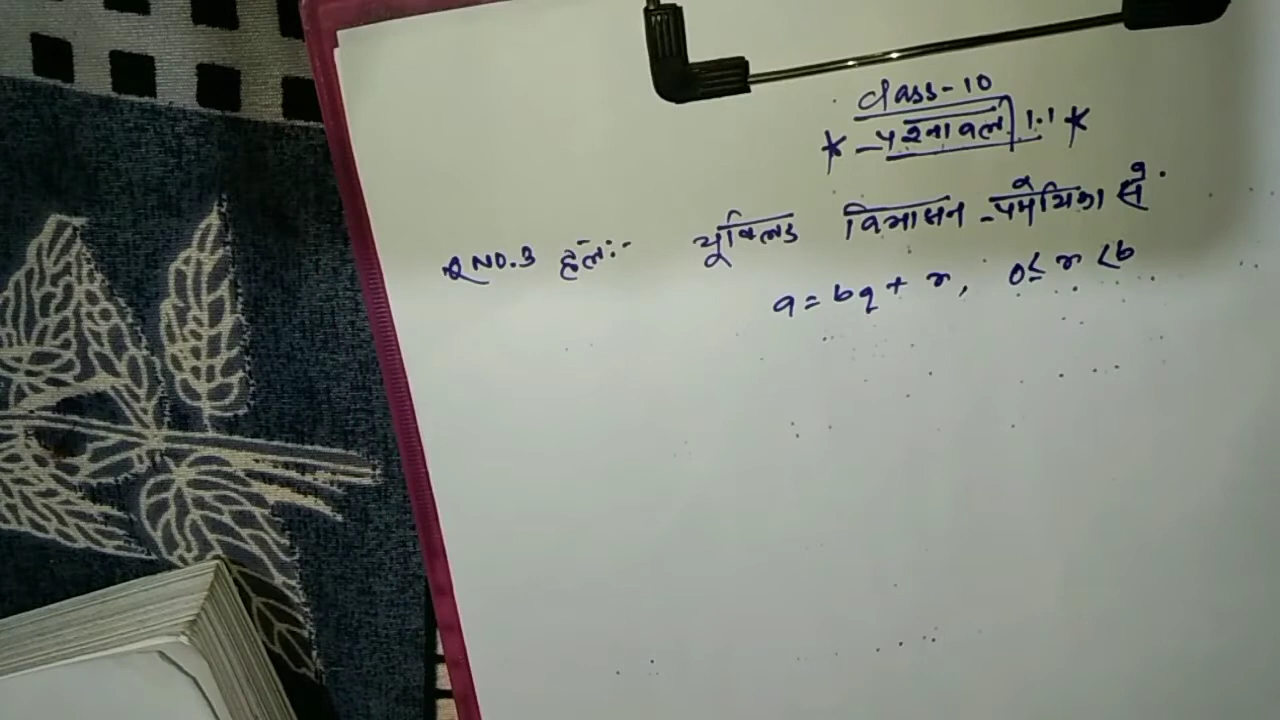 Class-10
* प्रश्नावली 1.1 *
Q NO.3 हल:- यूक्लिड विभाजन प्रमेयिका से
a = bq + r, 0 ≤ r < b